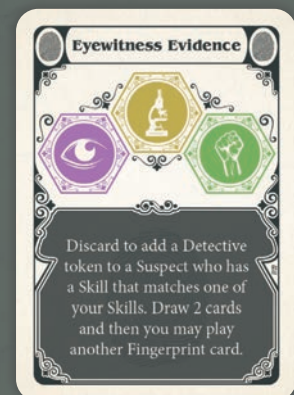 Eyewitness Evidence
Discard to add a Detective
token to a Suspect who has
a Skill that matches one of
your Skills. Draw 2 cards
and then you may play
another Fingerprint card.